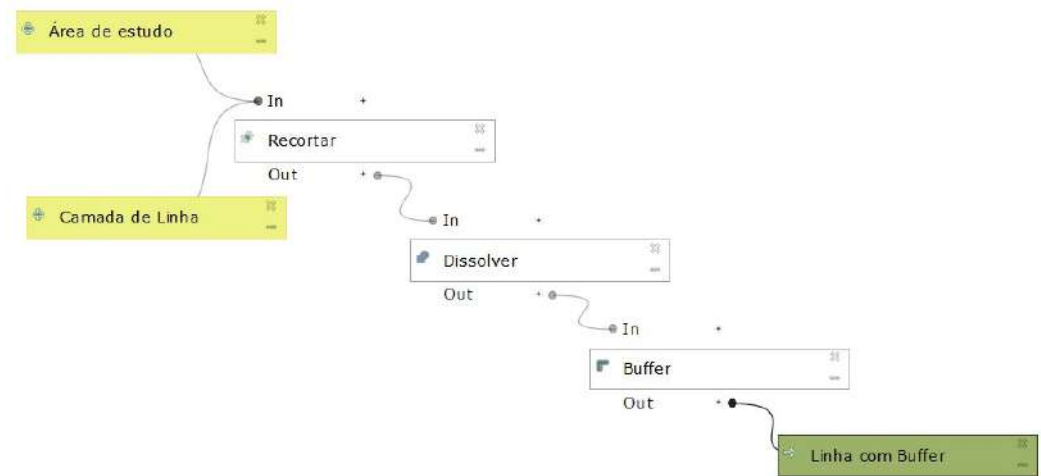 Área de estudo
In
Recortar
Out
Camada de Linha
In
Dissolver
Out
In
Buffer
Out
Linha com Buffer